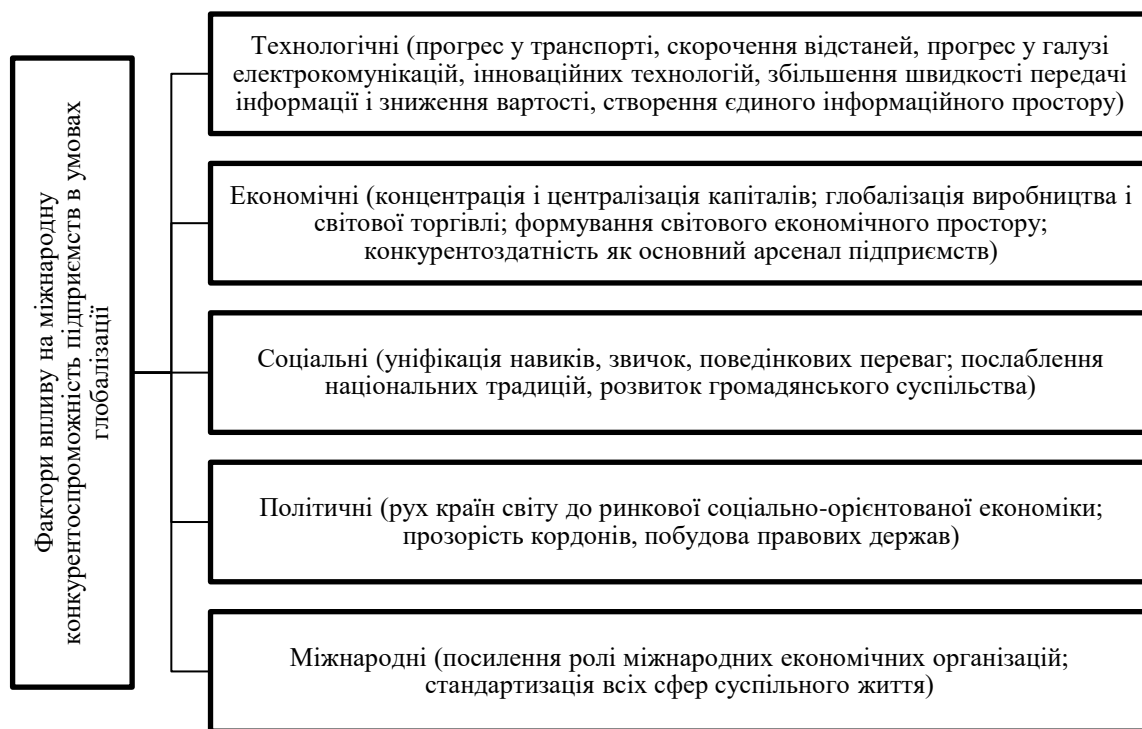 Фактори впливу на міжнародну
конкурентоспроможність підприємств в умовах
глобалізації
Технологічні (прогрес у транспорті, скорочення відстаней, прогрес у галузі
електрокомунікацій, інноваційних технологій, збільшення швидкості передачі
інформації і зниження вартості, створення єдиного інформаційного простору)
Економічні (концентрація і централізація капіталів; глобалізація виробництва і
світової торгівлі; формування світового економічного простору;
конкурентоздатність як основний арсенал підприємств)
Соціальні (уніфікація навиків, звичок, поведінкових переваг; послаблення
національних традицій, розвиток громадянського суспільства)
Політичні (рух країн світу до ринкової соціально-орієнтованої економіки;
прозорість кордонів, побудова правових держав)
Міжнародні (посилення ролі міжнародних економічних організацій;
стандартизація всіх сфер суспільного життя)